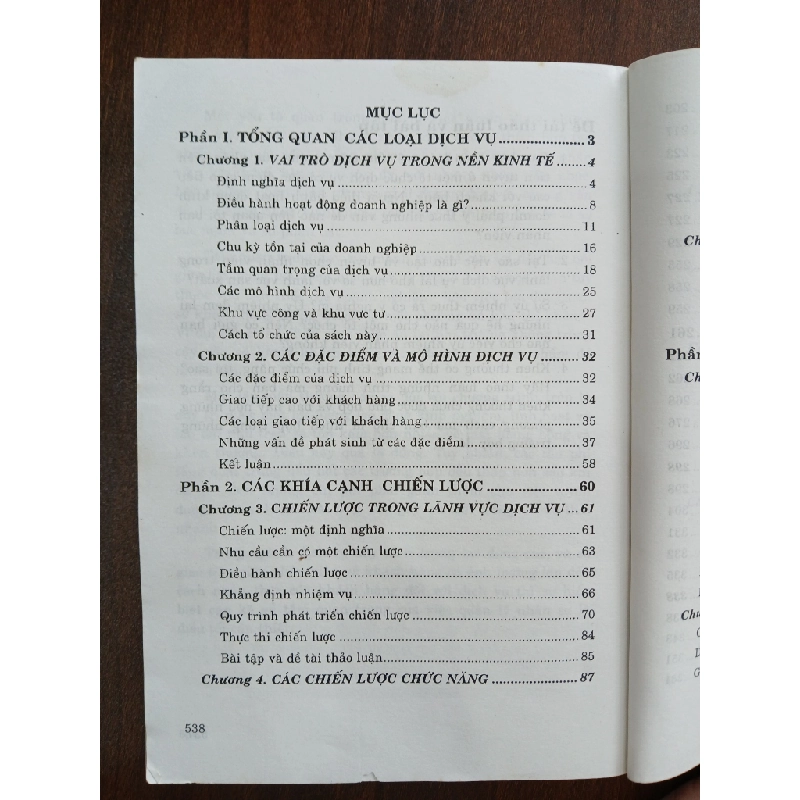 MỤC LỤC
Phần I. TỔNG QUAN CÁC LOẠI DỊCH VỤ ..................... 3
Chương 1. VAI TRÒ DỊCH VỤ TRONG NỀN KINH TẾ ....... 4
Định nghĩa dịch vụ ..................... 4
Điều hành hoạt động doanh nghiệp là gì? ..................... 8
Phân loại dịch vụ ..................... 11
Chu kỳ tồn tại của doanh nghiệp ..................... 16
Tầm quan trọng của dịch vụ ..................... 18
Các mô hình dịch vụ ..................... 25
Khu vực công và khu vực tư ..................... 27
Cách tổ chức của sách này ..................... 31
Chương 2. CÁC ĐẶC ĐIỂM VÀ MÔ HÌNH DỊCH VỤ ......... 32
Các đặc điểm của dịch vụ ..................... 32
Giao tiếp cao với khách hàng ..................... 34
Các loại giao tiếp với khách hàng ..................... 35
Những vấn đề phát sinh từ các đặc điểm ..................... 37
Kết luận ..................... 58
Phần 2. CÁC KHÍA CẠNH CHIẾN LƯỢC ..................... 60
Chương 3. CHIẾN LƯỢC TRONG LÃNH VỰC DỊCH VỤ ... 61
Chiến lược: một định nghĩa ..................... 61
Nhu cầu cần có một chiến lược ..................... 63
Điều hành chiến lược ..................... 65
Khẳng định nhiệm vụ ..................... 66
Quy trình phát triển chiến lược ..................... 70
Thực thi chiến lược ..................... 84
Bài tập và đề tài thảo luận ..................... 85
Chương 4. CÁC CHIẾN LƯỢC CHỨC NĂNG ..................... 87
538
Phần